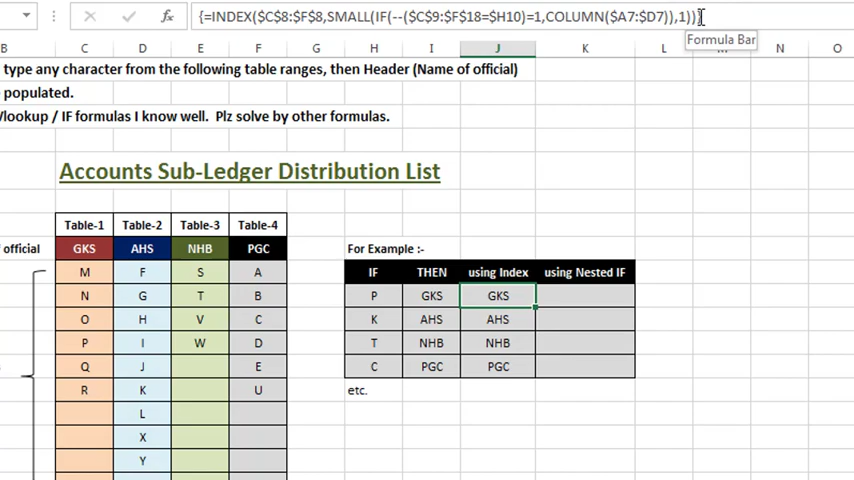 {=INDEX($C$8:$F$8,SMALL(IF(--($C$9:$F$18=$H10)=1,COLUMN($A7:$D7)),1))}
Formula Bar
B C D E F G H I J K L M N O
type any character from the following table ranges, then Header (Name of official)
e populated.
/lookup / IF formulas I know well. Plz solve by other formulas.
Accounts Sub-Ledger Distribution List
Table-1 Table-2 Table-3 Table-4
of official GKS AHS NHB PGC For Example :-
M F S A IF THEN using Index using Nested IF
N G T B P GKS GKS
O H V C K AHS AHS
P I W D T NHB NHB
Q J E C PGC PGC
R K U etc.
L
X
Y